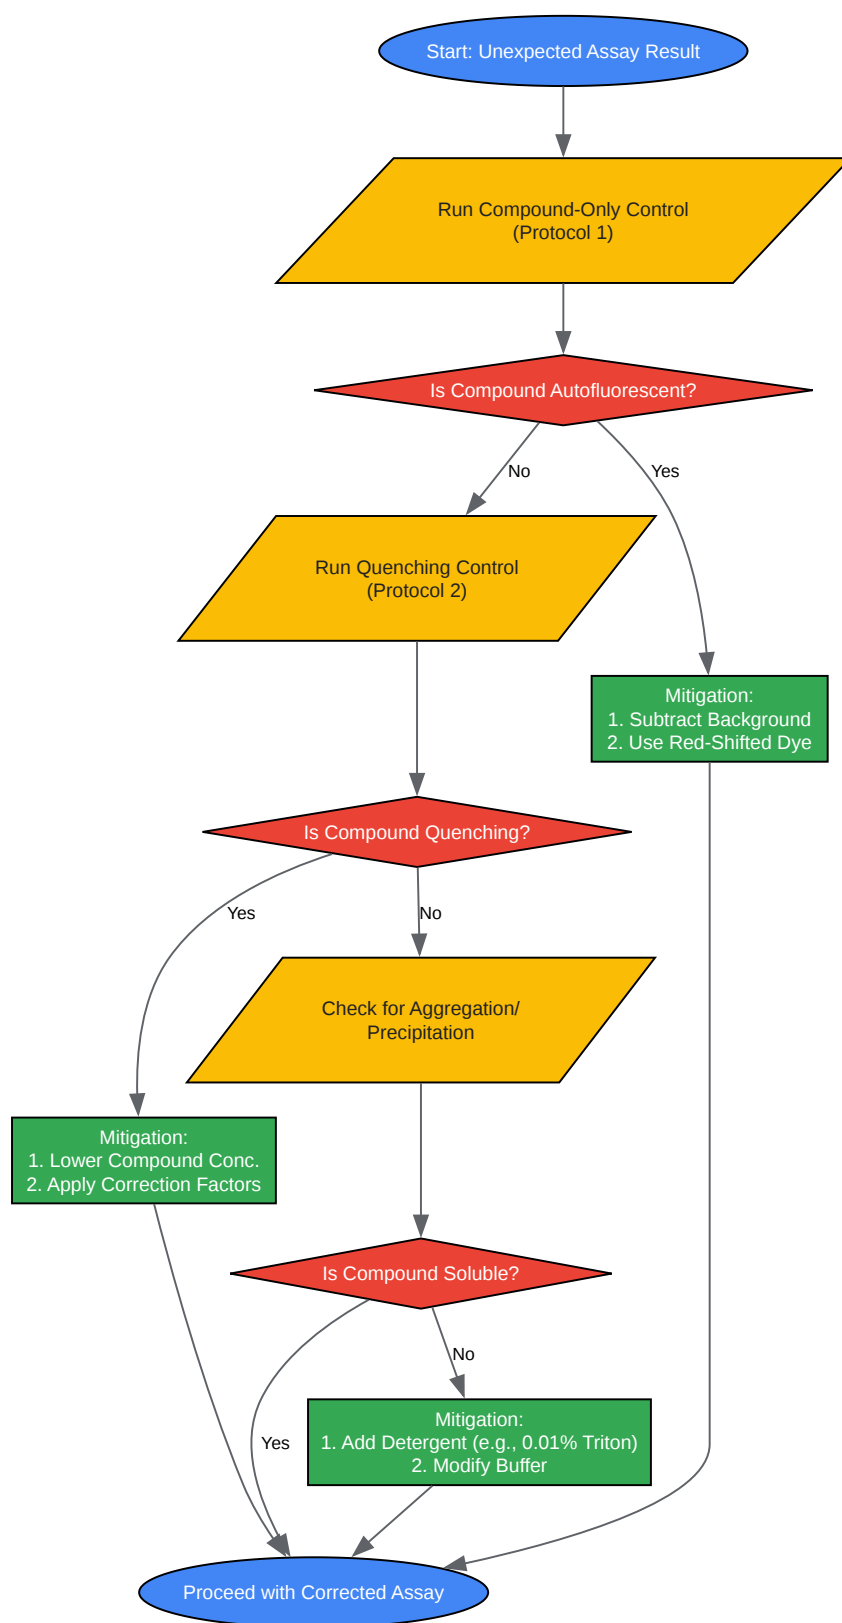 Start: Unexpected Assay Result
Run Compound-Only Control
(Protocol 1)
Is Compound Autofluorescent?
No
Yes
Run Quenching Control
(Protocol 2)
Mitigation:
1. Subtract Background
2. Use Red-Shifted Dye
Is Compound Quenching?
Yes
No
Check for Aggregation/
Precipitation
Mitigation:
1. Lower Compound Conc.
2. Apply Correction Factors
Is Compound Soluble?
No
Yes
Mitigation:
1. Add Detergent (e.g., 0.01% Triton)
2. Modify Buffer
Proceed with Corrected Assay